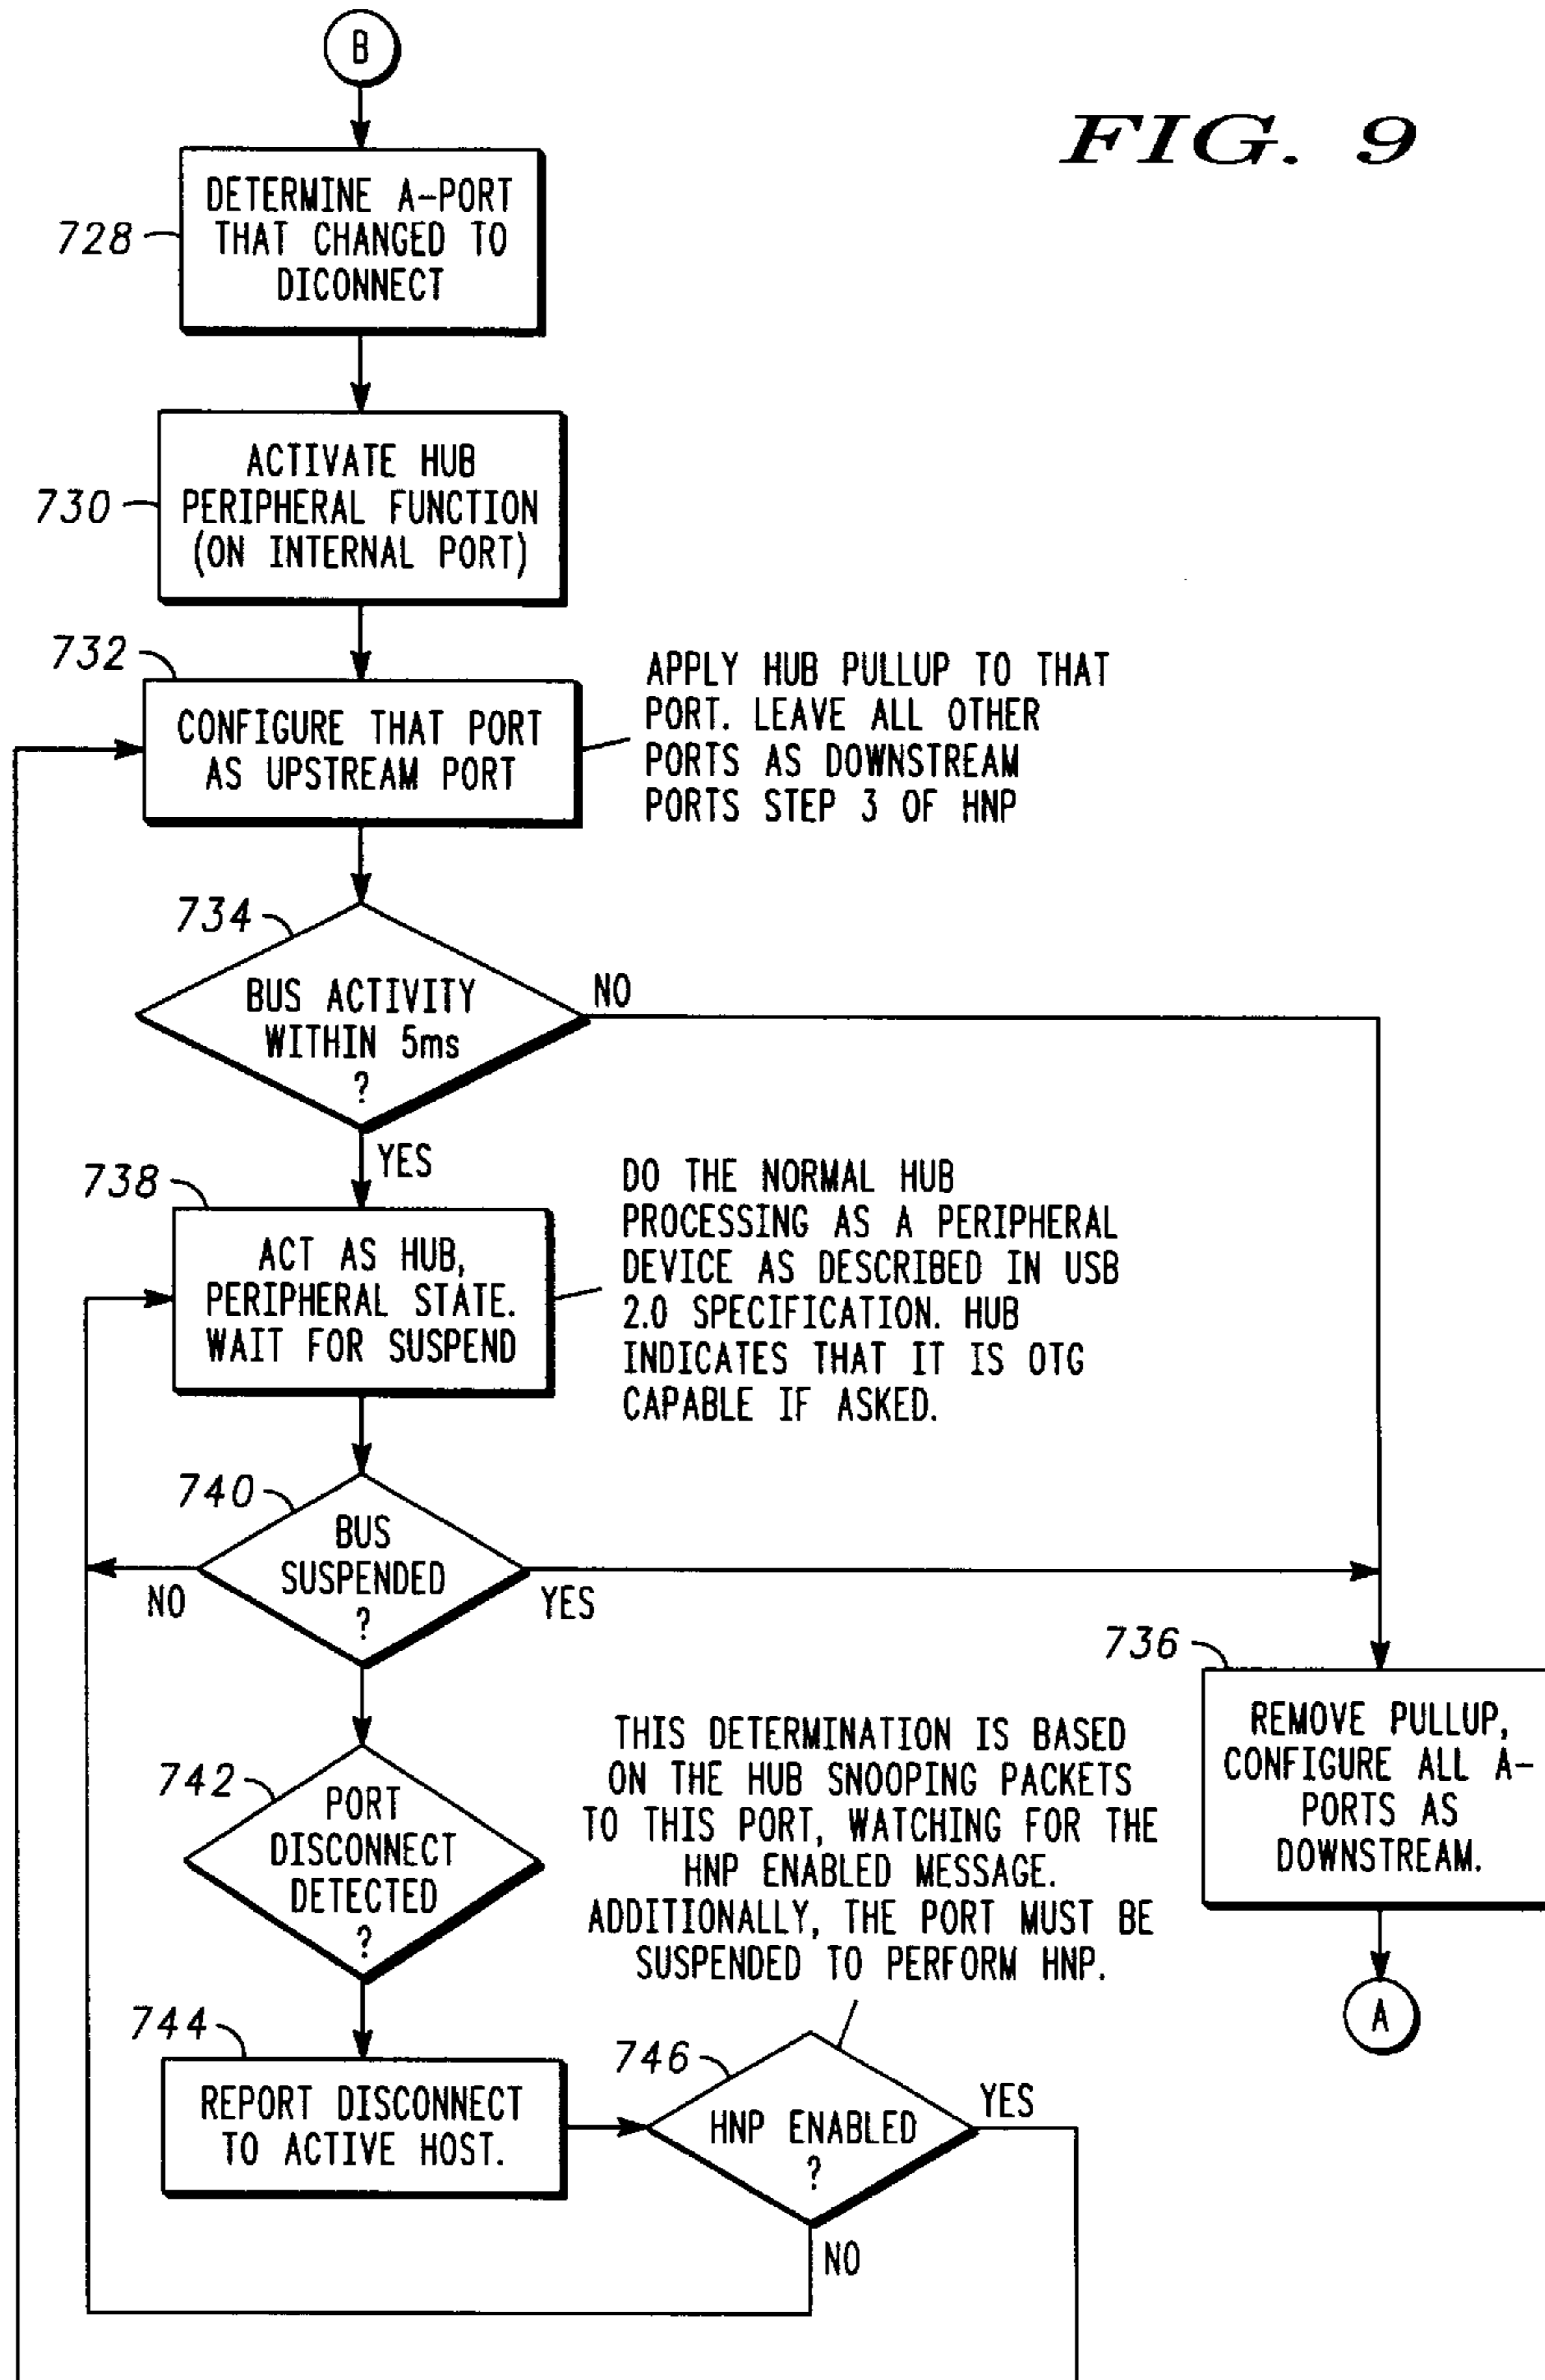 B
FIG. 9
728
DETERMINE A-PORT
THAT CHANGED TO
DICONNECT
730
ACTIVATE HUB
PERIPHERAL FUNCTION
(ON INTERNAL PORT)
732
CONFIGURE THAT PORT
AS UPSTREAM PORT
APPLY HUB PULLUP TO THAT
PORT. LEAVE ALL OTHER
PORTS AS DOWNSTREAM
PORTS STEP 3 OF HNP
734
BUS ACTIVITY
WITHIN 5ms
?
NO
YES
738
ACT AS HUB,
PERIPHERAL STATE.
WAIT FOR SUSPEND
DO THE NORMAL HUB
PROCESSING AS A PERIPHERAL
DEVICE AS DESCRIBED IN USB
2.0 SPECIFICATION. HUB
INDICATES THAT IT IS OTG
CAPABLE IF ASKED.
740
BUS
SUSPENDED
?
NO
YES
736
REMOVE PULLUP,
CONFIGURE ALL A-
PORTS AS
DOWNSTREAM.
A
742
PORT
DISCONNECT
DETECTED
?
THIS DETERMINATION IS BASED
ON THE HUB SNOOPING PACKETS
TO THIS PORT, WATCHING FOR THE
HNP ENABLED MESSAGE.
ADDITIONALLY, THE PORT MUST BE
SUSPENDED TO PERFORM HNP.
744
REPORT DISCONNECT
TO ACTIVE HOST.
746
HNP ENABLED
?
YES
NO